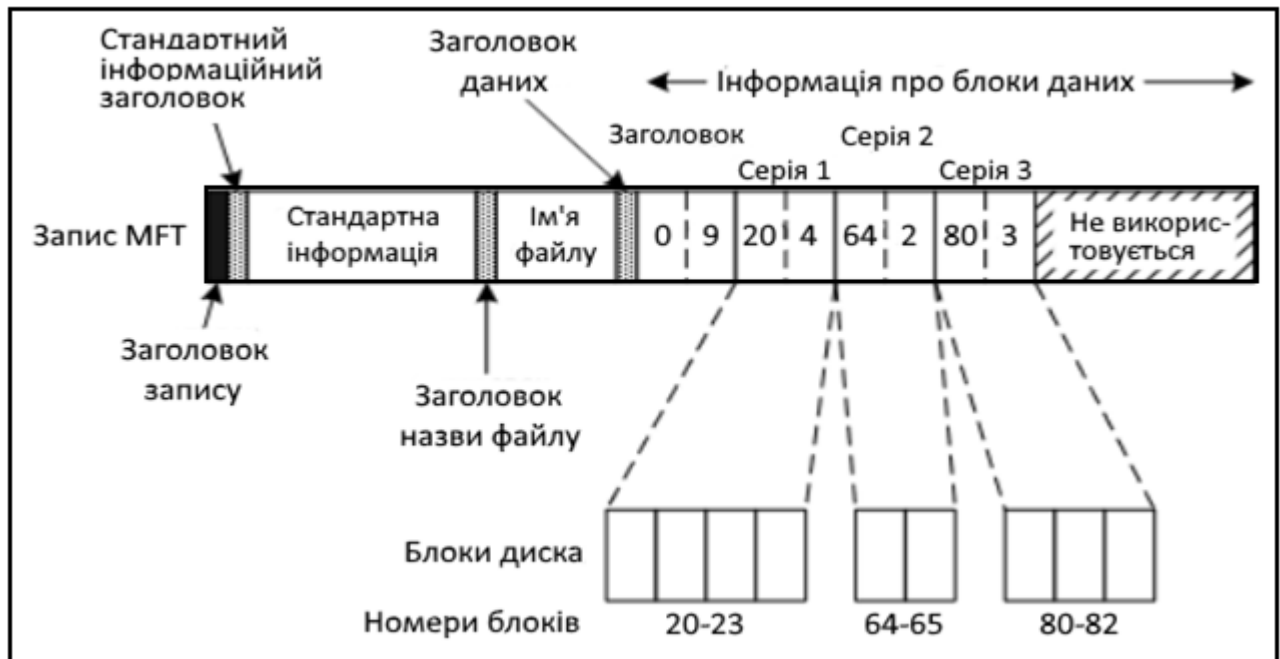 Стандартний
інформаційний
заголовок
Заголовок
даних
Інформація про блоки даних
Заголовок
Серія 2
Серія 1
Серія 3
Запис MFT
Стандартна
інформація
Ім'я
файлу
0 9 20 4 64 2 80 3
Не викорис-
товується
Заголовок
запису
Заголовок
назви файлу
Блоки диска
Номери блоків 20-23 64-65 80-82